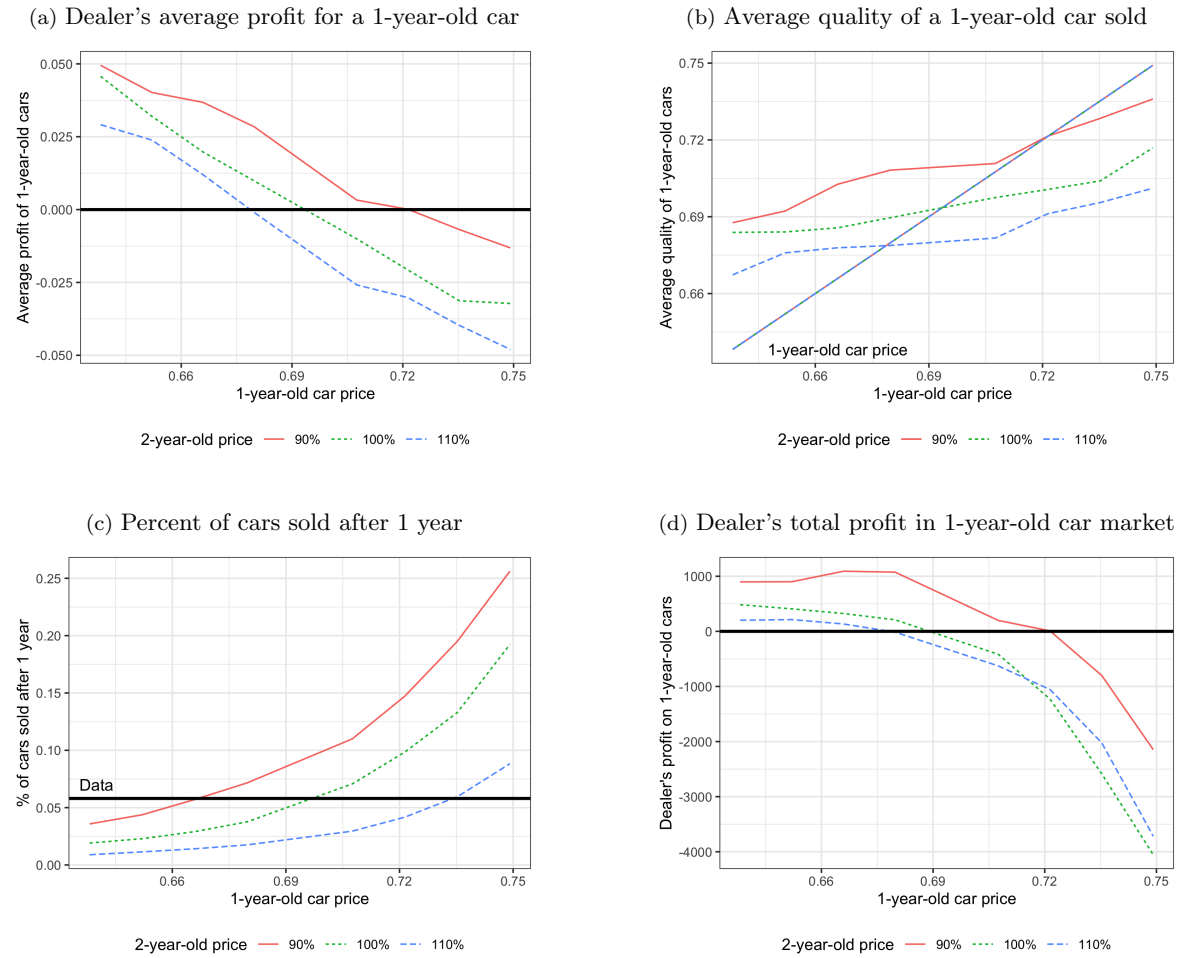 (a) Dealer's average profit for a 1-year-old car
Average profit of 1-year-old cars
0.050
0.025
0.000
-0.025
-0.050
0.66 0.69 0.72 0.75
1-year-old car price
2-year-old price 90% 100% 110%
(b) Average quality of a 1-year-old car sold
Average quality of 1-year-old cars
0.75
0.72
0.69
0.66
1-year-old car price
0.66 0.69 0.72 0.75
1-year-old car price
2-year-old price 90% 100% 110%
(c) Percent of cars sold after 1 year
% of cars sold after 1 year
0.25
0.20
0.15
0.10
Data
0.05
0.00
0.66 0.69 0.72 0.75
1-year-old car price
2-year-old price 90% 100% 110%
(d) Dealer's total profit in 1-year-old car market
Dealer's profit on 1-year-old cars
1000
0
-1000
-2000
-3000
-4000
0.66 0.69 0.72 0.75
1-year-old car price
2-year-old price 90% 100% 110%